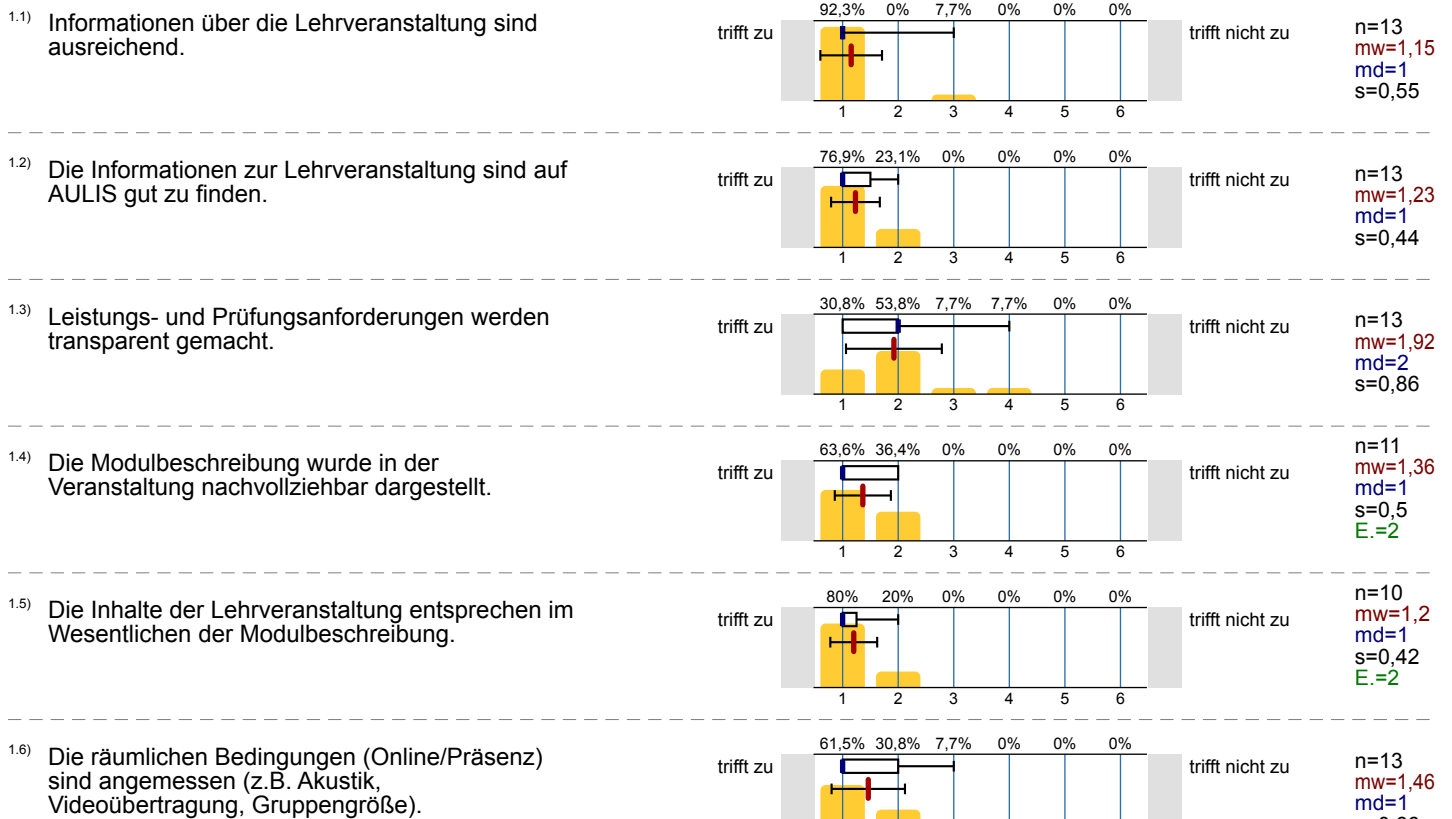 1.1) Informationen über die Lehrveranstaltung sind
ausreichend.
trifft zu
92,3% 0% 7,7% 0% 0% 0%
1 2 3 4 5 6
trifft nicht zu
n=13
mw=1,15
md=1
s=0,55
1.2) Die Informationen zur Lehrveranstaltung sind auf
AULIS gut zu finden.
trifft zu
76,9% 23,1% 0% 0% 0% 0%
1 2 3 4 5 6
trifft nicht zu
n=13
mw=1,23
md=1
s=0,44
1.3) Leistungs- und Prüfungsanforderungen werden
transparent gemacht.
trifft zu
30,8% 53,8% 7,7% 7,7% 0% 0%
1 2 3 4 5 6
trifft nicht zu
n=13
mw=1,92
md=2
s=0,86
1.4) Die Modulbeschreibung wurde in der
Veranstaltung nachvollziehbar dargestellt.
trifft zu
63,6% 36,4% 0% 0% 0% 0%
1 2 3 4 5 6
trifft nicht zu
n=11
mw=1,36
md=1
s=0,5
E.=2
1.5) Die Inhalte der Lehrveranstaltung entsprechen im
Wesentlichen der Modulbeschreibung.
trifft zu
80% 20% 0% 0% 0% 0%
1 2 3 4 5 6
trifft nicht zu
n=10
mw=1,2
md=1
s=0,42
E.=2
1.6) Die räumlichen Bedingungen (Online/Präsenz)
sind angemessen (z.B. Akustik,
Videoübertragung, Gruppengröße).
trifft zu
61,5% 30,8% 7,7% 0% 0% 0%
trifft nicht zu
n=13
mw=1,46
md=1